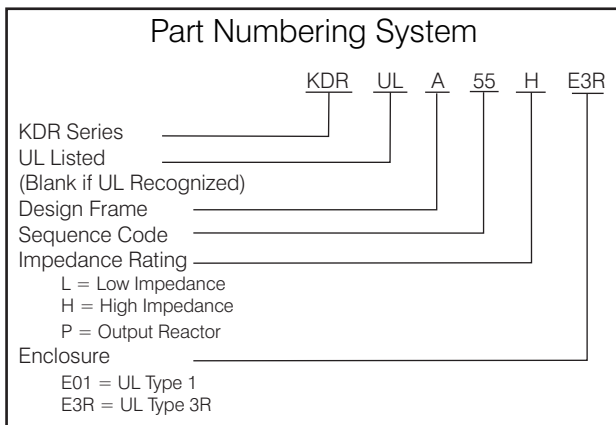 Part Numbering System
KDR UL A 55 H E3R
KDR Series
UL Listed
(Blank if UL Recognized)
Design Frame
Sequence Code
Impedance Rating
L = Low Impedance
H = High Impedance
P = Output Reactor
Enclosure
E01 = UL Type 1
E3R = UL Type 3R